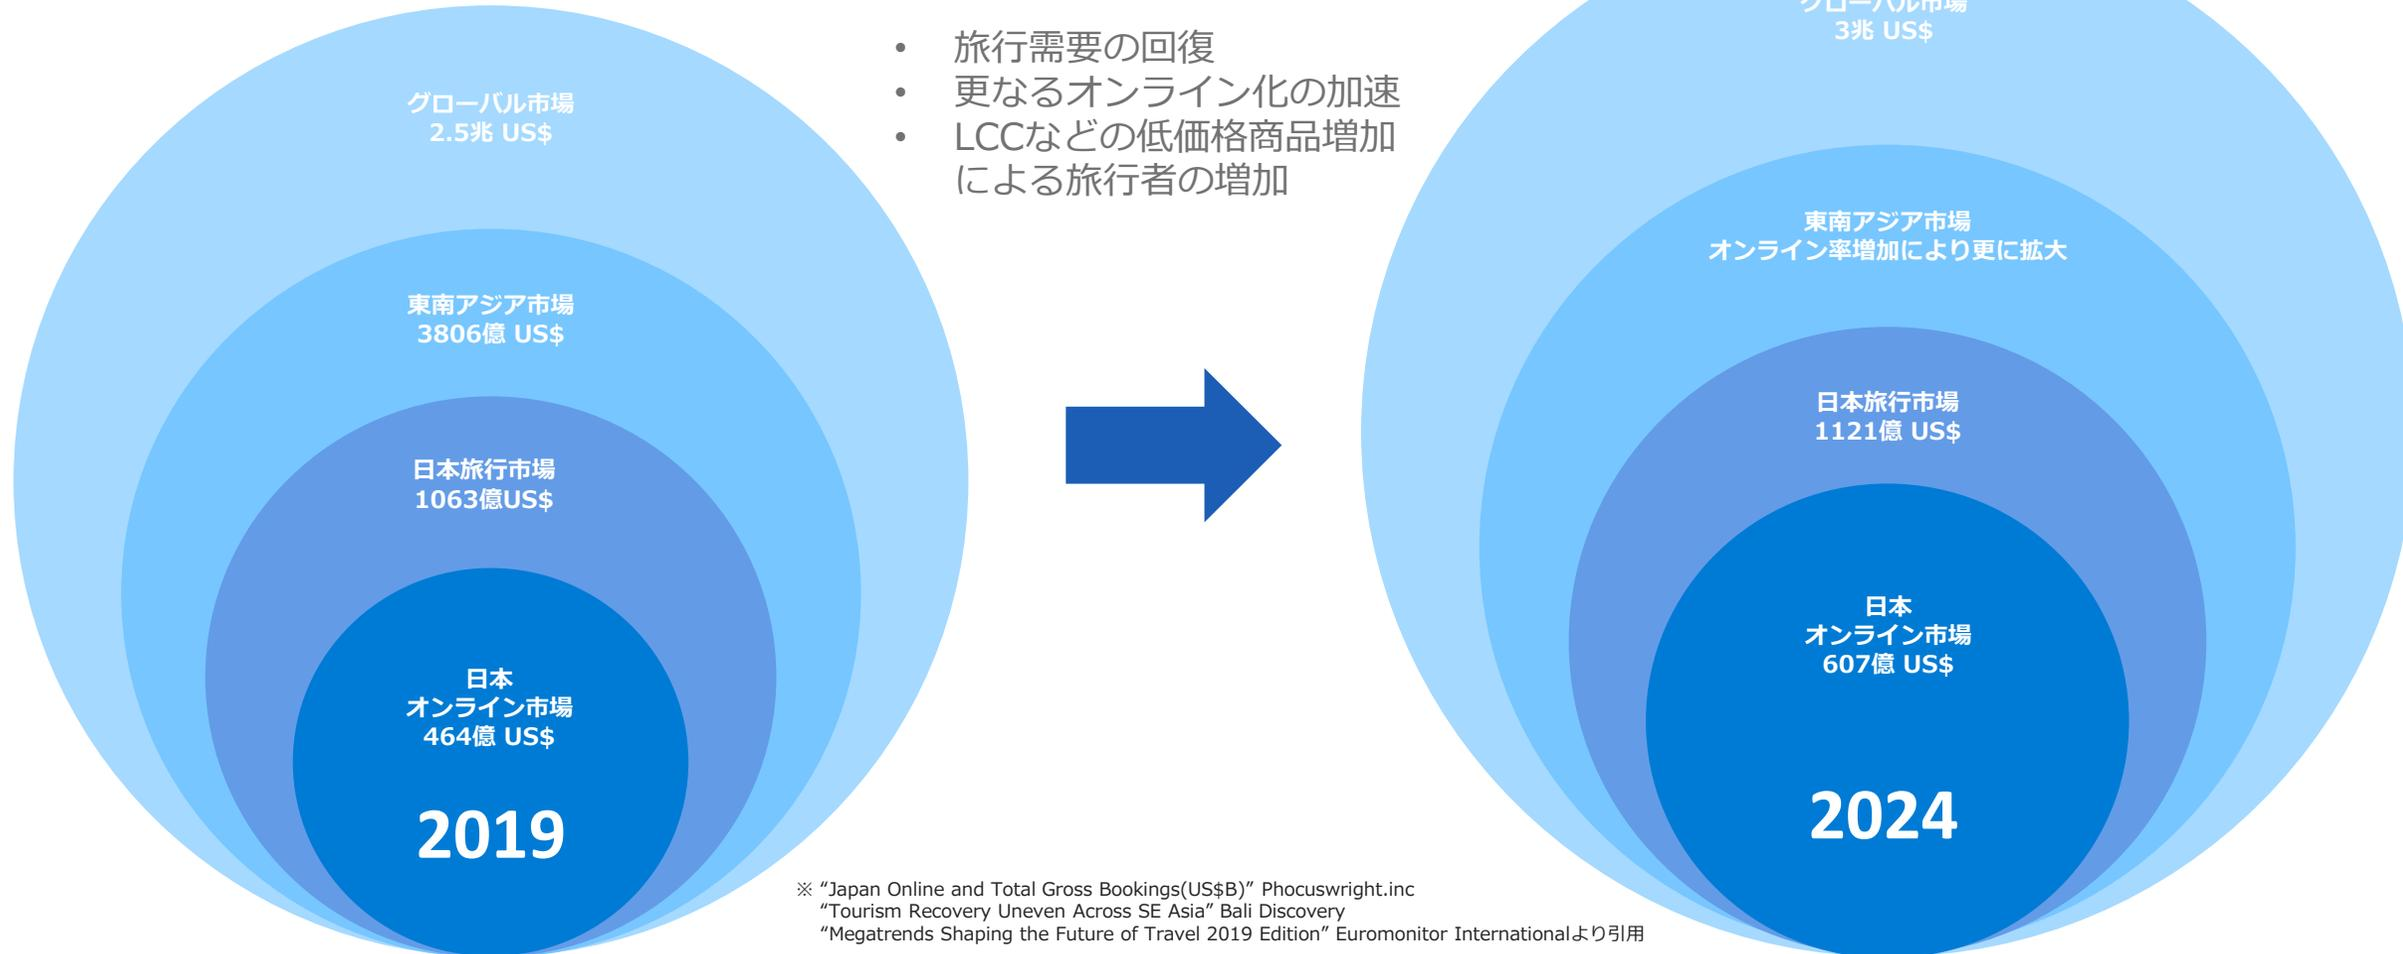 グローバル市場
2.5兆 US$
東南アジア市場
3806億 US$
日本旅行市場
1063億US$
日本
オンライン市場
464億 US$
2019
• 旅行需要の回復
• 更なるオンライン化の加速
• LCCなどの低価格商品増加
による旅行者の増加
グローバル市場
3兆 US$
東南アジア市場
オンライン率増加により更に拡大
日本旅行市場
1121億 US$
日本
オンライン市場
607億 US$
2024
※ “Japan Online and Total Gross Bookings(US$B)” Phocuswright.inc
“Tourism Recovery Uneven Across SE Asia” Bali Discovery
“Megatrends Shaping the Future of Travel 2019 Edition” Euromonitor Internationalより引用